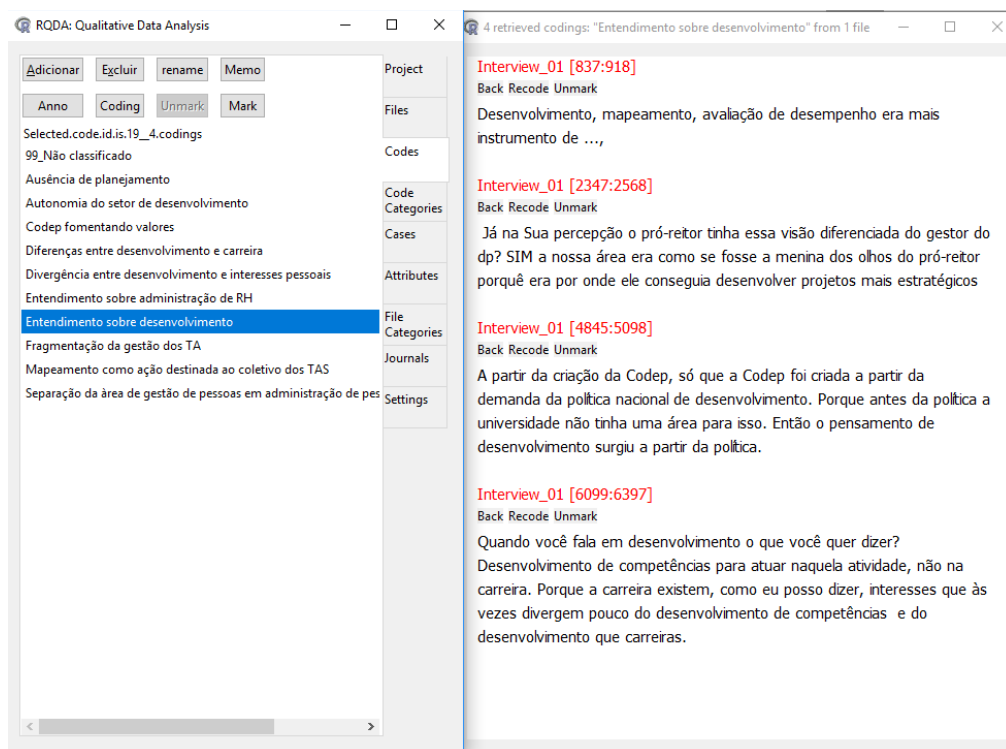 RQDA: Qualitative Data Analysis
Adicionar Excluir rename Memo
Anno Coding Unmark Mark
Selected.code.id.is.19__4.codings
99_Não classificado
Ausência de planejamento
Autonomia do setor de desenvolvimento
Codep fomentando valores
Diferenças entre desenvolvimento e carreira
Divergência entre desenvolvimento e interesses pessoais
Entendimento sobre administração de RH
Entendimento sobre desenvolvimento
Fragmentação da gestão dos TA
Mapeamento como ação destinada ao coletivo dos TAS
Separação da àrea de gestão de pessoas em administração de pes
Project
Files
Codes
Code
Categories
Cases
Attributes
File
Categories
Journals
Settings
4 retrieved codings: "Entendimento sobre desenvolvimento" from 1 file
Interview_01 [837:918]
Back Recode Unmark
Desenvolvimento, mapeamento, avaliação de desempenho era mais
instrumento de ...,
Interview_01 [2347:2568]
Back Recode Unmark
Já na Sua percepção o pró-reitor tinha essa visão diferenciada do gestor do
dp? SIM a nossa área era como se fosse a menina dos olhos do pró-reitor
porquê era por onde ele conseguia desenvolver projetos mais estratégicos
Interview_01 [4845:5098]
Back Recode Unmark
A partir da criação da Codep, só que a Codep foi criada a partir da
demanda da política nacional de desenvolvimento. Porque antes da política a
universidade não tinha uma área para isso. Então o pensamento de
desenvolvimento surgiu a partir da política.
Interview_01 [6099:6397]
Back Recode Unmark
Quando você fala em desenvolvimento o que você quer dizer?
Desenvolvimento de competências para atuar naquela atividade, não na
carreira. Porque a carreira existem, como eu posso dizer, interesses que às
vezes divergem pouco do desenvolvimento de competências e do
desenvolvimento que carreiras.